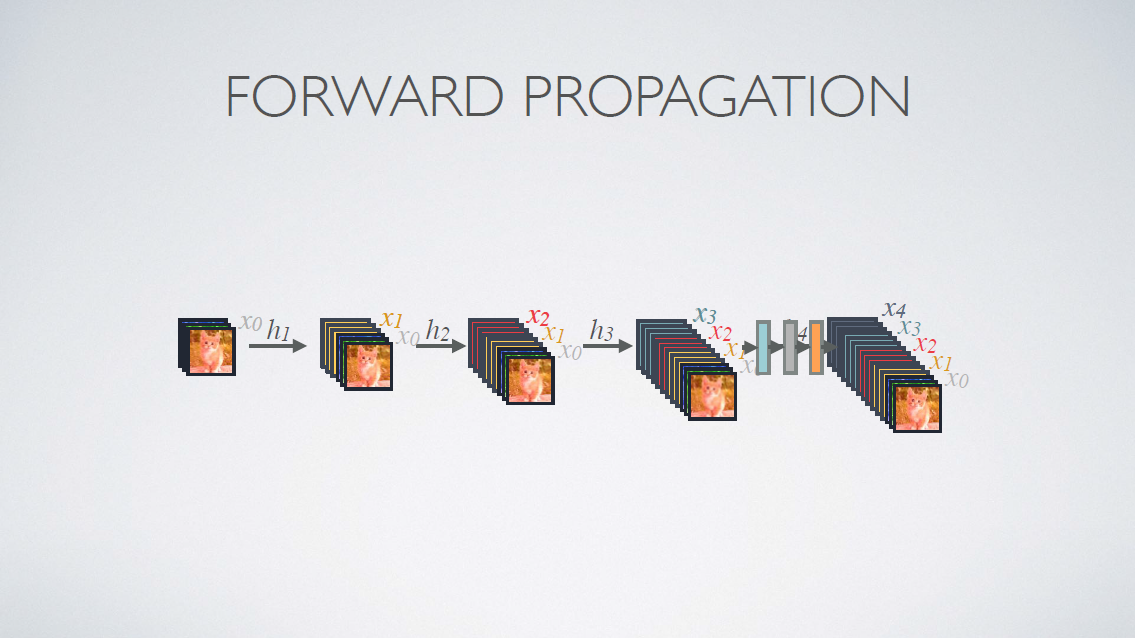 FORWARD PROPAGATION
x0 h1 x1 x0 h2 x2 x1 x0 h3 x3 x2 x1 4 x4 x3 x2 x1 x0